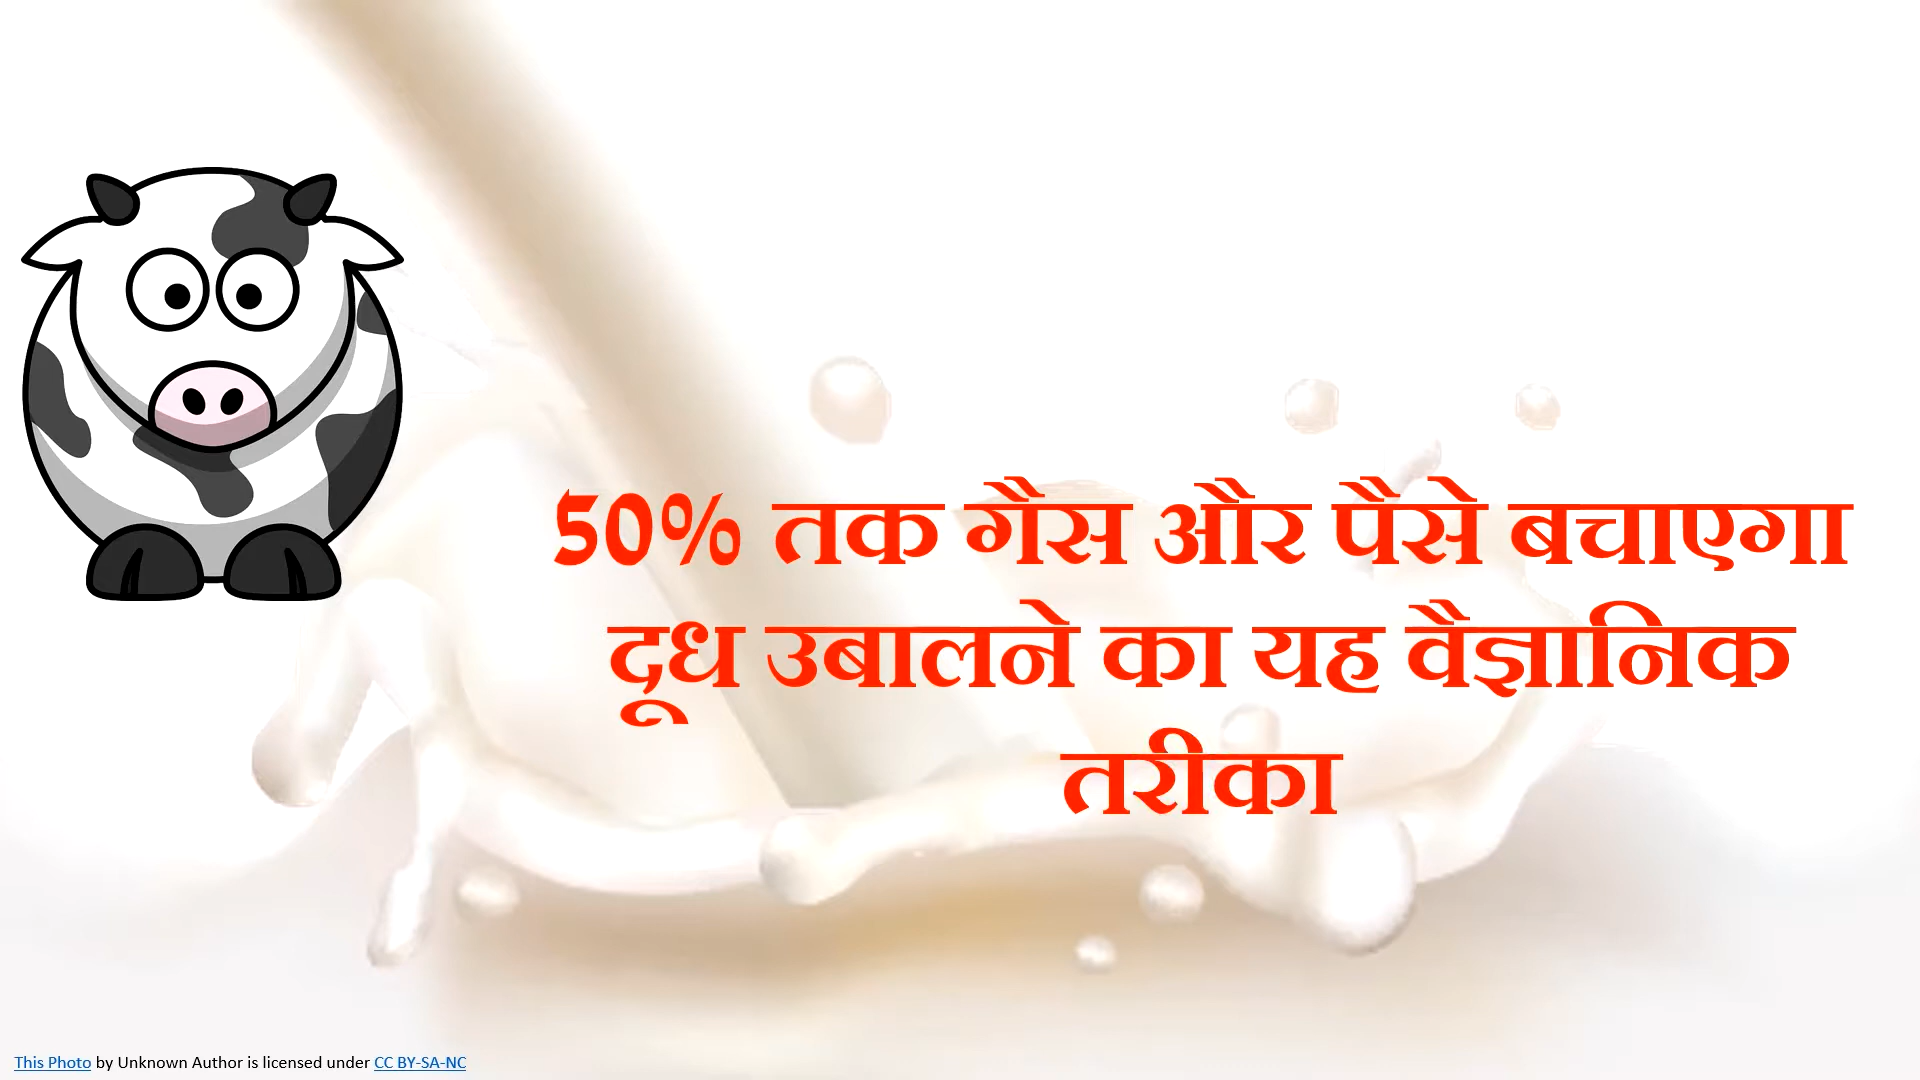 50% तक गैस और पैसे बचाएगा
दूध उबालने का यह वैज्ञानिक
तरीका
This Photo by Unknown Author is licensed under CC BY-SA-NC